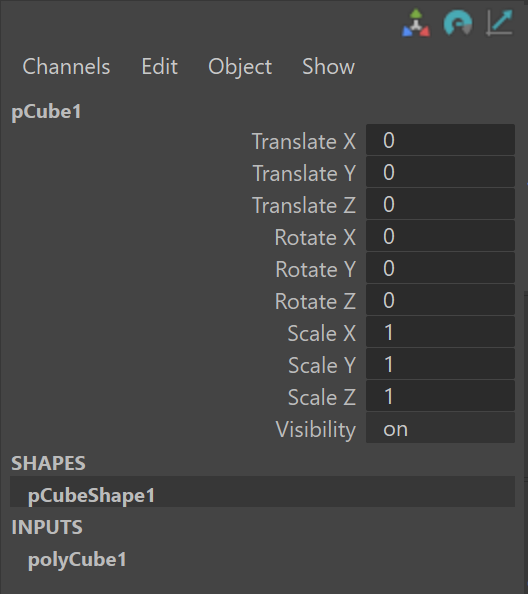 Channels Edit Object Show
pCube1
Translate X 0
Translate Y 0
Translate Z 0
Rotate X 0
Rotate Y 0
Rotate Z 0
Scale X 1
Scale Y 1
Scale Z 1
Visibility on
SHAPES
pCubeShape1
INPUTS
polyCube1